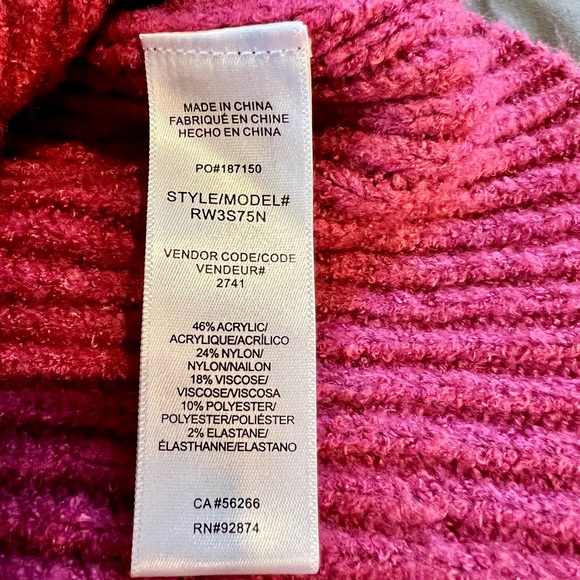 MADE IN CHINA
FABRIQUÉ EN CHINE
HECHO EN CHINA
PO#187150
STYLE/MODEL#
RW3S75N
VENDOR CODE/CODE
VENDEUR#
2741
46% ACRYLIC/
ACRYLIQUE/ACRÍLICO
24% NYLON/
NYLON/NAILON
18% VISCOSE/
VISCOSE/VISCOSA
10% POLYESTER/
POLYESTER/POLIÉSTER
2% ELASTANE/
ÉLASTHANNE/ELASTANO
CA#56266
RN#92874